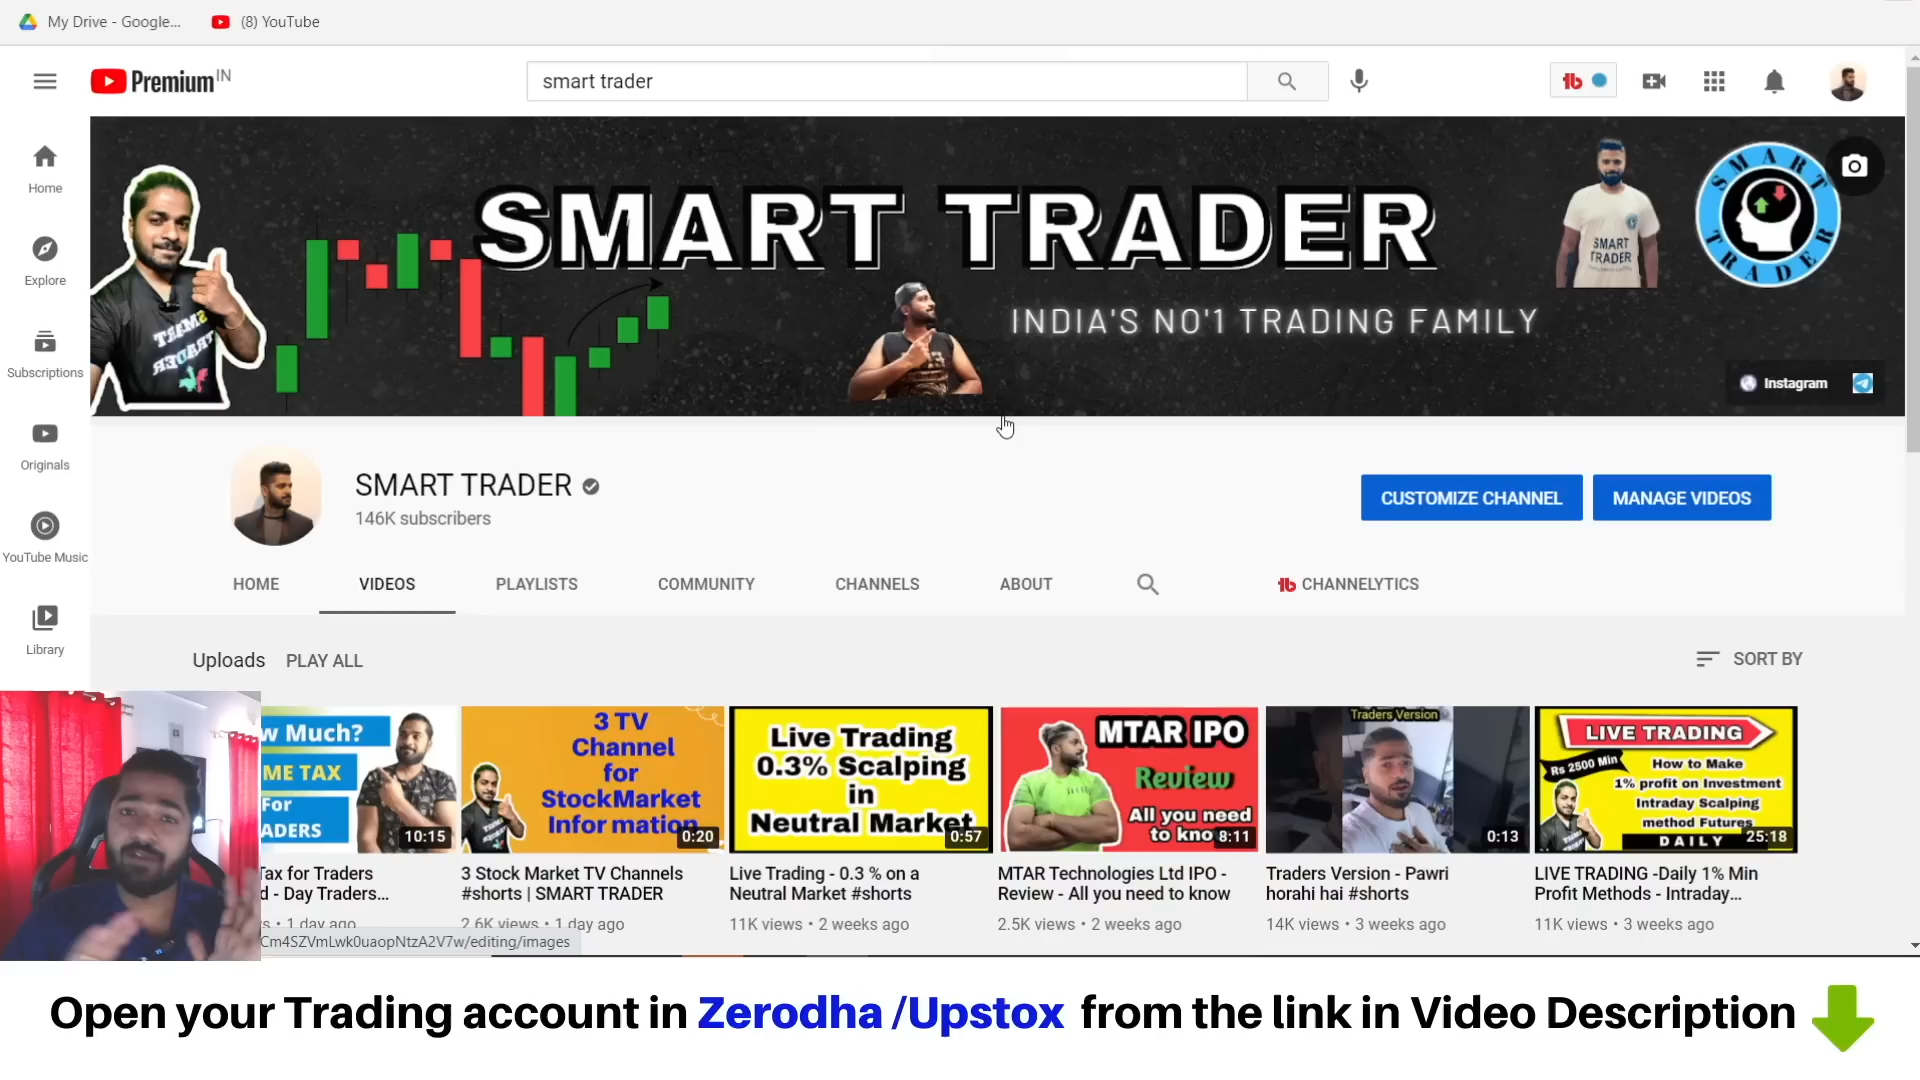 My Drive - Google...
(8) YouTube
Premium IN
smart trader
SMART TRADER
INDIA'S NO'1 TRADING FAMILY
SMART TRADER
SMART
TRADER
Instagram
Home
Explore
Subscriptions
Originals
YouTube Music
Library
SMART TRADER
146K subscribers
CUSTOMIZE CHANNEL
MANAGE VIDEOS
HOME
VIDEOS
PLAYLISTS
COMMUNITY
CHANNELS
ABOUT
CHANNELYTICS
Uploads
PLAY ALL
SORT BY
w Much?
ME TAX
For
ADERS
10:15
3 TV
Channel
for
StockMarket
Infor mation
0:20
Live Trading
0.3% Scalping
in
Neutral Market
0:57
MTAR IPO
Review
All you need
to kno
8:11
Traders Version
0:13
LIVE TRADING
Rs 2500 Min
How to Make
1% profit on Investment
Intraday Scalping
method Futures
DAILY
25:18
Tax for Traders
d - Day Traders...
s • 1 day ago
3 Stock Market TV Channels
#shorts | SMART TRADER
2.6K views • 1 day ago
Live Trading - 0.3 % on a
Neutral Market #shorts
11K views • 2 weeks ago
MTAR Technologies Ltd IPO -
Review - All you need to know
2.5K views • 2 weeks ago
Traders Version - Pawri
horahi hai #shorts
14K views • 3 weeks ago
LIVE TRADING -Daily 1% Min
Profit Methods - Intraday...
11K views • 3 weeks ago
Cm4SZVmLwk0uaopNtzA2V7w/editing/images
Open your Trading account in Zerodha /Upstox from the link in Video Description